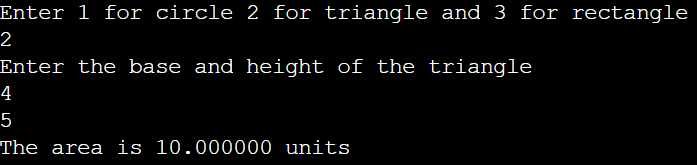 Enter 1 for circle 2 for triangle and 3 for rectangle
2
Enter the base and height of the triangle
4
5
The area is 10.000000 units